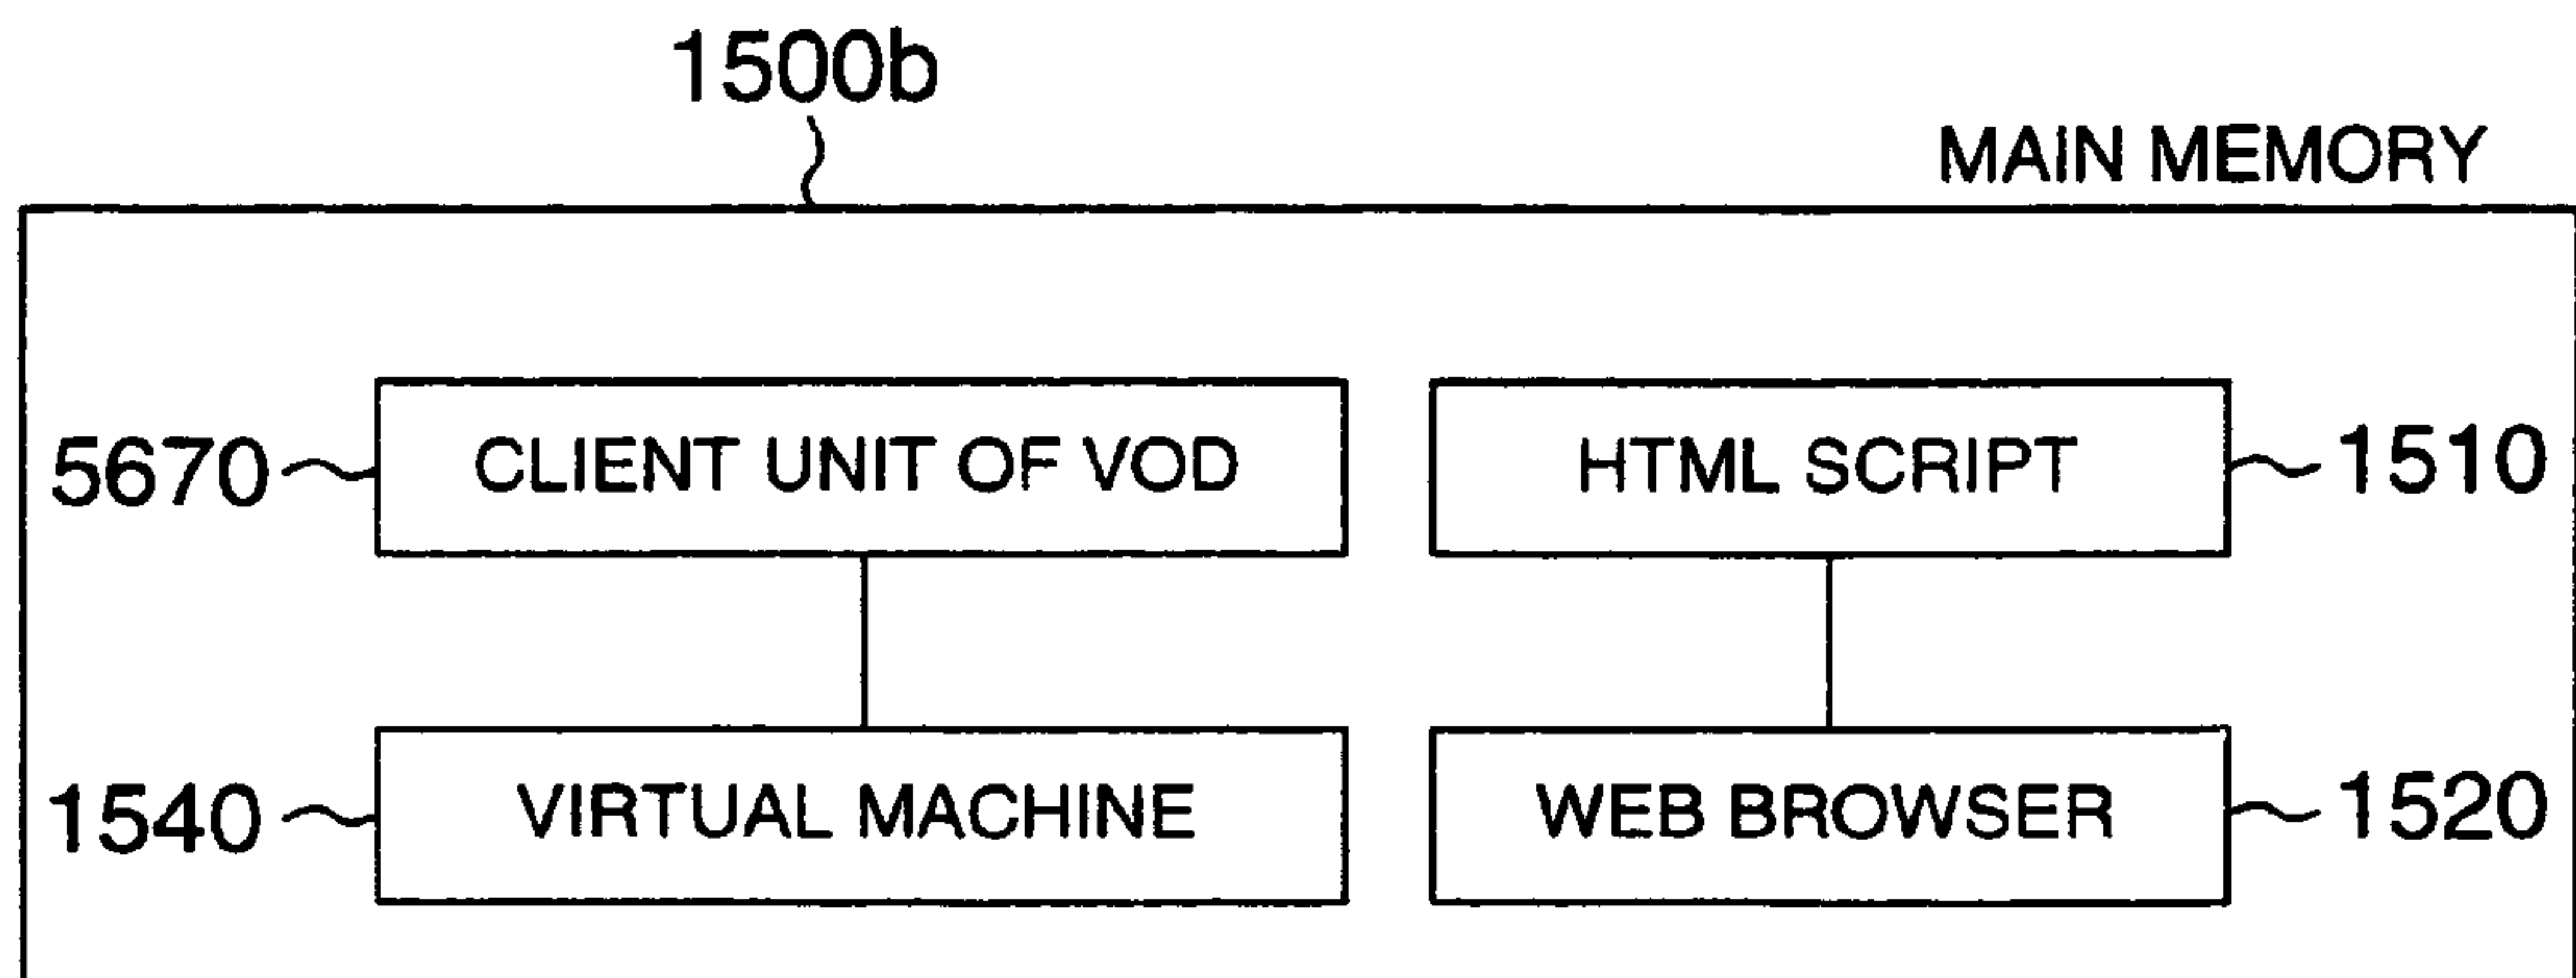 1500b
MAIN MEMORY
5670 CLIENT UNIT OF VOD HTML SCRIPT 1510
1540 VIRTUAL MACHINE WEB BROWSER 1520